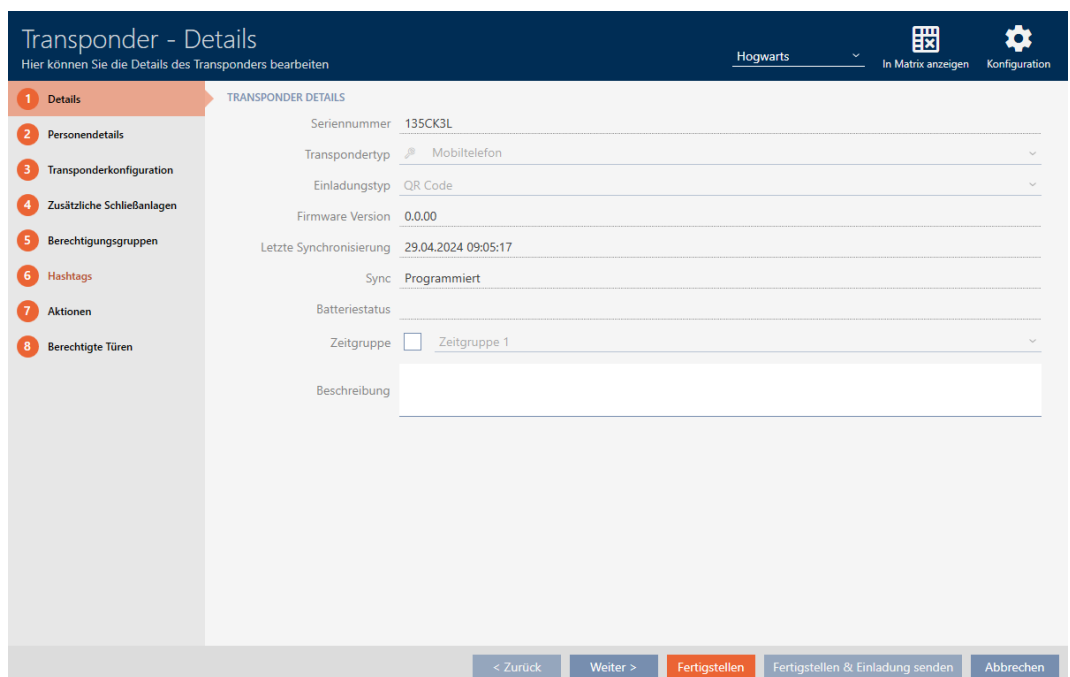 Transponder - Details
Hier können Sie die Details des Transponders bearbeiten
Hogwarts
In Matrix anzeigen
Konfiguration
1 Details
2 Personendetails
3 Transponderkonfiguration
4 Zusätzliche Schließanlagen
5 Berechtigungsgruppen
6 Hashtags
7 Aktionen
8 Berechtigte Türen
TRANSPONDER DETAILS
Seriennummer 135CK3L
Transpondertyp Mobiltelefon
Einladungstyp QR Code
Firmware Version 0.0.00
Letzte Synchronisierung 29.04.2024 09:05:17
Sync Programmiert
Batteriestatus
Zeitgruppe Zeitgruppe 1
Beschreibung
< Zurück
Weiter >
Fertigstellen
Fertigstellen & Einladung senden
Abbrechen